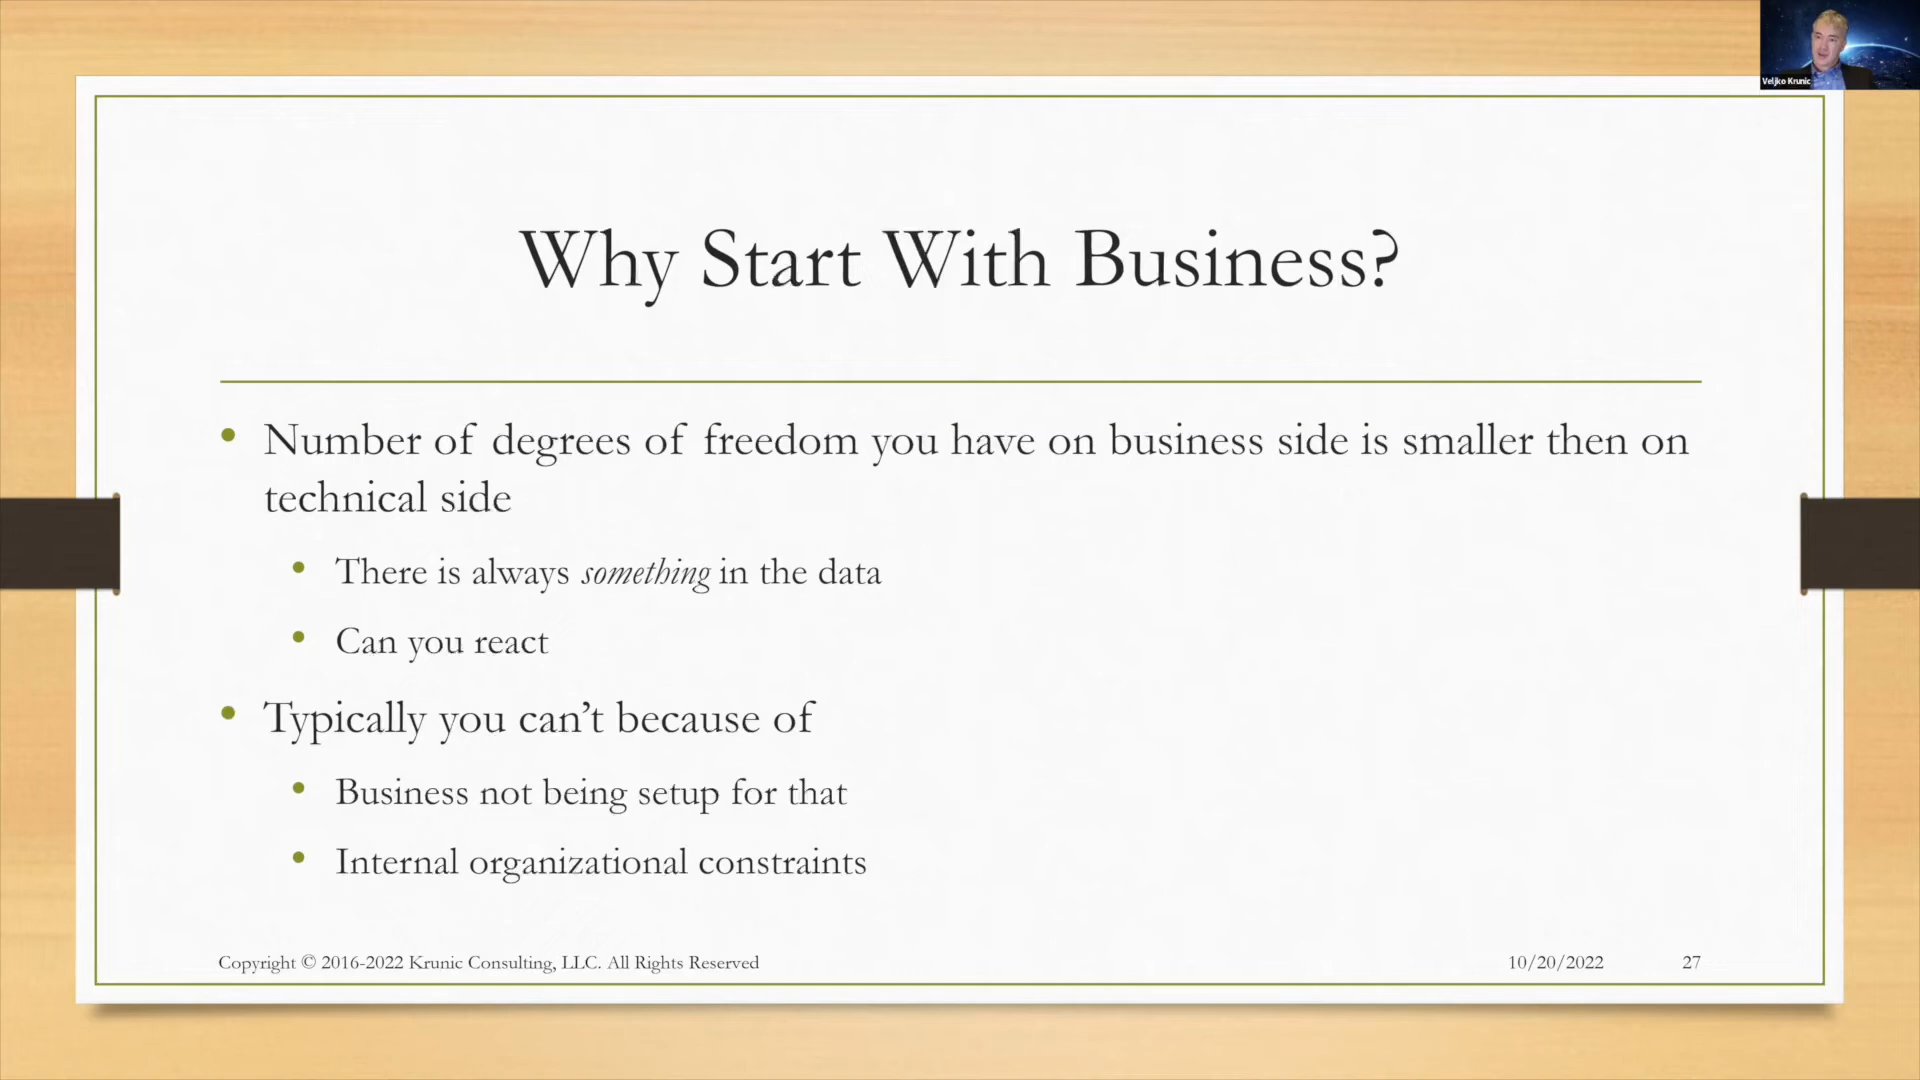 Veljko Krunic
Why Start With Business?
• Number of degrees of freedom you have on business side is smaller then on
technical side
• There is always something in the data
• Can you react
• Typically you can’t because of
• Business not being setup for that
• Internal organizational constraints
Copyright © 2016-2022 Krunic Consulting, LLC. All Rights Reserved
10/20/2022
27